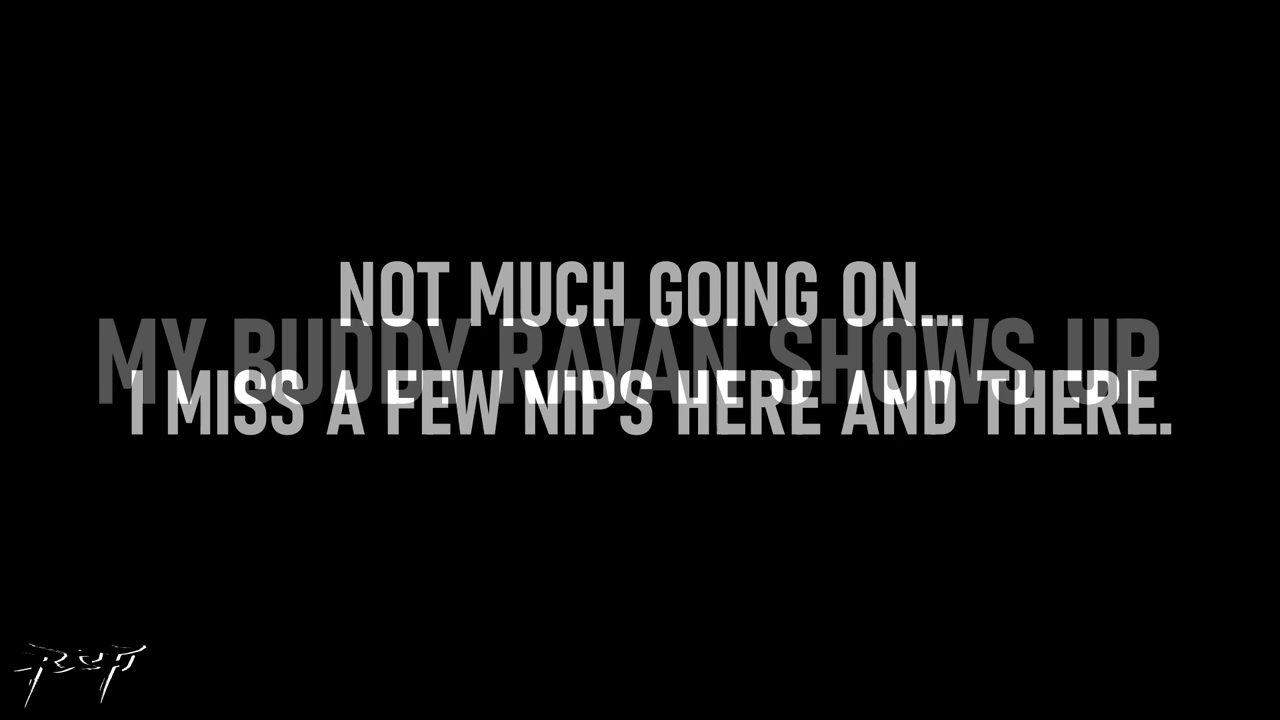 NOT MUCH GOING ON...
MY BUDDY RAVAN SHOWS UP
I MISS A FEW NIPS HERE AND THERE.